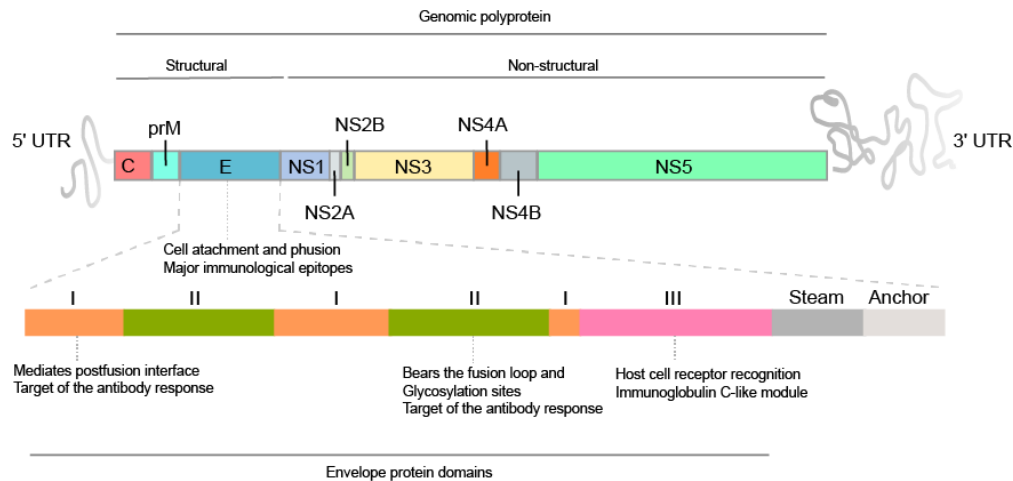 Genomic polyprotein
Structural
Non-structural
5' UTR
prM
NS2B
NS4A
3' UTR
C
E
NS1
NS3
NS5
NS2A
NS4B
Cell atachment and phusion
Major immunological epitopes
I
II
I
II
I
III
Steam
Anchor
Mediates postfusion interface
Target of the antibody response
Bears the fusion loop and
Glycosylation sites
Target of the antibody response
Host cell receptor recognition
Immunoglobulin C-like module
Envelope protein domains